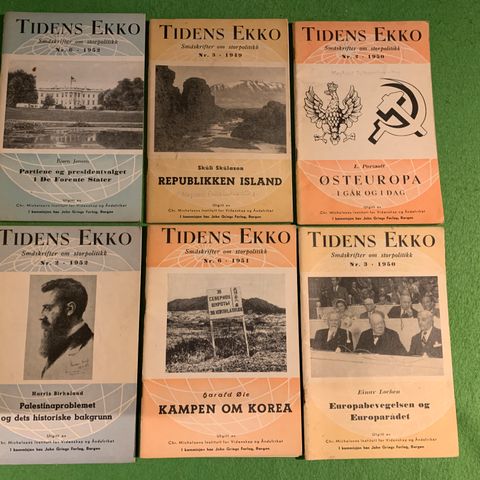 TIDENS EKKO
Småskrifter om storpolitikk
Nr. 6 - 1952
Bjørn Jensen
Partiene og presidentvalget
i De Forente Stater
Utgitt av
Chr. Michelsens Institutt for Videnskap og Åndsfrihet
I kommisjon hos John Griegs Forlag, Bergen
TIDENS EKKO
Småskrifter om storpolitikk
Nr. 5 - 1949
Skúli Skúlason
REPUBLIKKEN ISLAND
Utgitt av
Chr. Michelsens Institutt for Videnskap og Åndsfrihet
I kommisjon hos John Griegs Forlag, Bergen
TIDENS EKKO
Småskrifter om storpolitikk
1950
ØSTEUROPA
I GÅR OG I DAG
Utgitt av
Chr. Michelsens Institutt for Videnskap og Åndsfrihet
I kommisjon hos John Griegs Forlag, Bergen
TIDENS EKKO
Småskrifter om storpolitikk
Nr. 2 - 1952
Harris Birkeland
Palestinaproblemet
og dets historiske bakgrunn
Utgitt av
Chr. Michelsens Institutt for Videnskap og Åndsfrihet
I kommisjon hos John Griegs Forlag, Bergen
TIDENS EKKO
Småskrifter om storpolitikk
Nr. 6 - 1951
38
СЕВЕРНОЙ
ШИРОТЫ
Harald Øie
KAMPEN OM KOREA
Utgitt av
Chr. Michelsens Institutt for Videnskap og Åndsfrihet
I kommisjon hos John Griegs Forlag, Bergen
TIDENS EKKO
Småskrifter om storpolitikk
Nr. 3 - 1950
Einar Løchen
Europabevegelsen og
Europarådet
Utgitt av
Chr. Michelsens Institutt for Videnskap og Åndsfrihet
I kommisjon hos John Griegs Forlag, Bergen